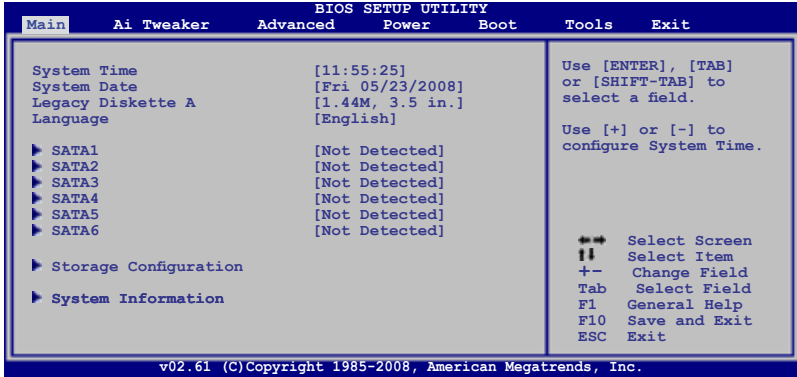 BIOS SETUP UTILITY
Main Ai Tweaker Advanced Power Boot Tools Exit
System Time [11:55:25]
System Date [Fri 05/23/2008]
Legacy Diskette A [1.44M, 3.5 in.]
Language [English]
SATA1 [Not Detected]
SATA2 [Not Detected]
SATA3 [Not Detected]
SATA4 [Not Detected]
SATA5 [Not Detected]
SATA6 [Not Detected]
Storage Configuration
System Information
Use [ENTER], [TAB]
or [SHIFT-TAB] to
select a field.
Use [+] or [-] to
configure System Time.
Select Screen
Select Item
+- Change Field
Tab Select Field
F1 General Help
F10 Save and Exit
ESC Exit
v02.61 (C)Copyright 1985-2008, American Megatrends, Inc.